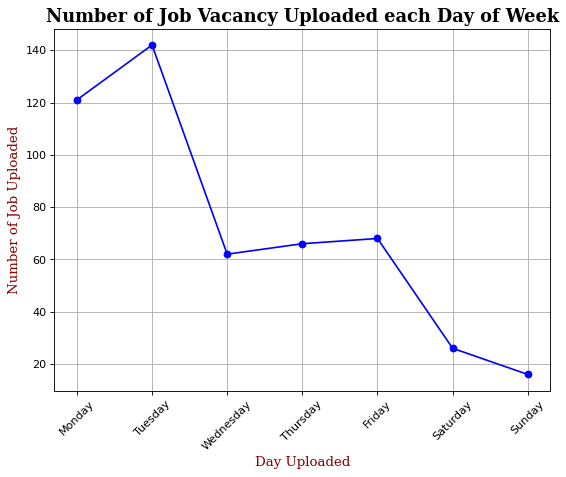 Number of Job Vacancy Uploaded each Day of Week
Number of Job Uploaded
140
120
100
80
60
40
20
Monday
Tuesday
Wednesday
Thursday
Friday
Saturday
Sunday
Day Uploaded